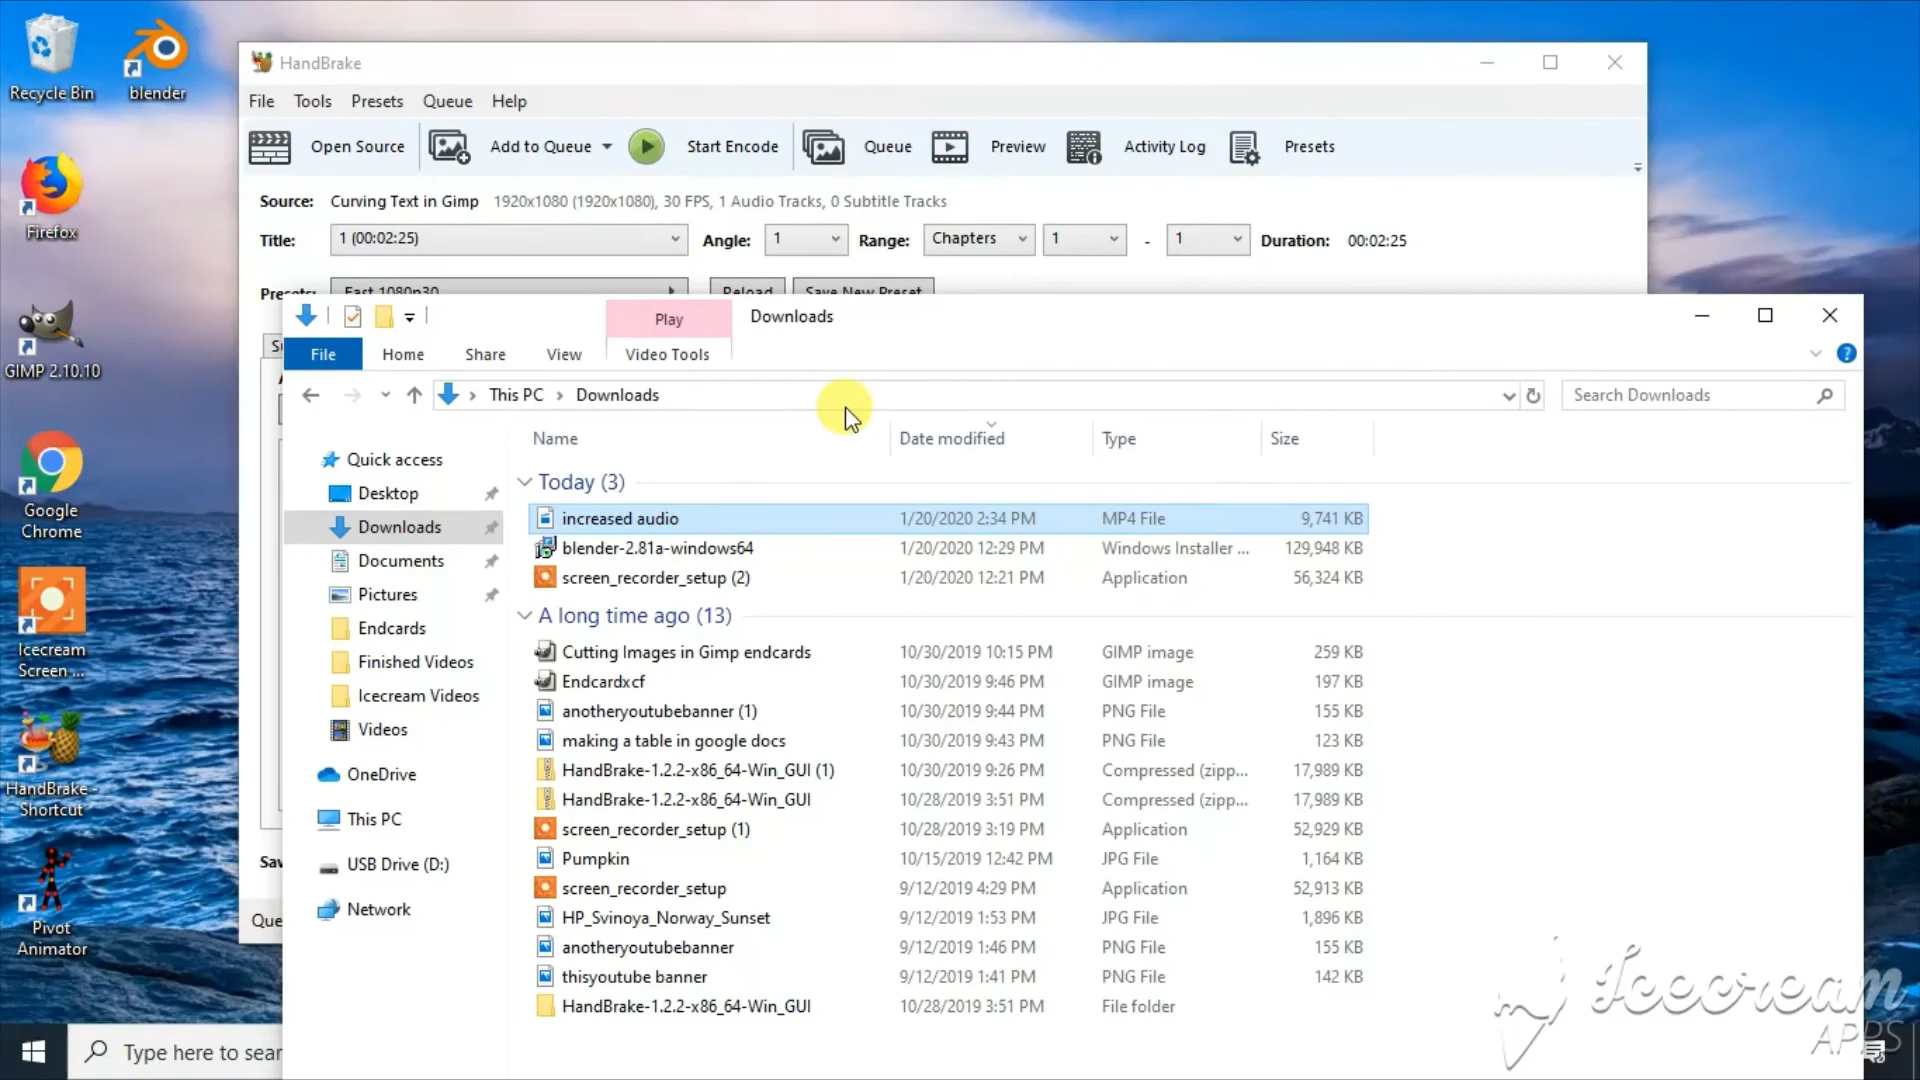 Recycle Bin
blender
Firefox
GIMP 2.10.10
Google
Chrome
Icecream
Screen ...
HandBrake -
Shortcut
Pivot
Animator
HandBrake
File Tools Presets Queue Help
Open Source Add to Queue Start Encode Queue Preview Activity Log Presets
Source: Curving Text in Gimp 1920x1080 (1920x1080), 30 FPS, 1 Audio Tracks, 0 Subtitle Tracks
Title: 1 (00:02:25) Angle: 1 Range: Chapters 1 - 1 Duration: 00:02:25
Presets: Fast 1080p30 Reload Save New Preset
Play Downloads
File Home Share View Video Tools
This PC > Downloads Search Downloads
Name Date modified Type Size
Quick access
Desktop
Downloads
Documents
Pictures
Endcards
Finished Videos
Icecream Videos
Videos
OneDrive
This PC
USB Drive (D:)
Network
Today (3)
increased audio 1/20/2020 2:34 PM MP4 File 9,741 KB
blender-2.81a-windows64 1/20/2020 12:29 PM Windows Installer ... 129,948 KB
screen_recorder_setup (2) 1/20/2020 12:21 PM Application 56,324 KB
A long time ago (13)
Cutting Images in Gimp endcards 10/30/2019 10:15 PM GIMP image 259 KB
Endcardxcf 10/30/2019 9:46 PM GIMP image 197 KB
anotheryoutubebanner (1) 10/30/2019 9:44 PM PNG File 155 KB
making a table in google docs 10/30/2019 9:43 PM PNG File 123 KB
HandBrake-1.2.2-x86_64-Win_GUI (1) 10/30/2019 9:26 PM Compressed (zipp... 17,989 KB
HandBrake-1.2.2-x86_64-Win_GUI 10/28/2019 3:51 PM Compressed (zipp... 17,989 KB
screen_recorder_setup (1) 10/28/2019 3:19 PM Application 52,929 KB
Pumpkin 10/15/2019 12:42 PM JPG File 1,164 KB
screen_recorder_setup 9/12/2019 4:29 PM Application 52,913 KB
HP_Svinoya_Norway_Sunset 9/12/2019 1:53 PM JPG File 1,896 KB
anotheryoutubebanner 9/12/2019 1:46 PM PNG File 155 KB
thisyoutube banner 9/12/2019 1:41 PM PNG File 142 KB
HandBrake-1.2.2-x86_64-Win_GUI 10/28/2019 3:51 PM File folder
Sav
Que
Type here to sear
Icecream
APPS